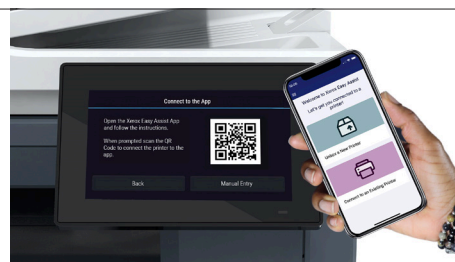 Connect to the App
Open the Xerox Easy Assist App
and follow the instructions.
When prompted scan the QR
Code to connect the printer to the
app.
Back
Manual Entry
Welcome to Xerox Easy Assist
Let's get you connected to a
printer!
Unbox a New Printer
Connect to an Existing Printer